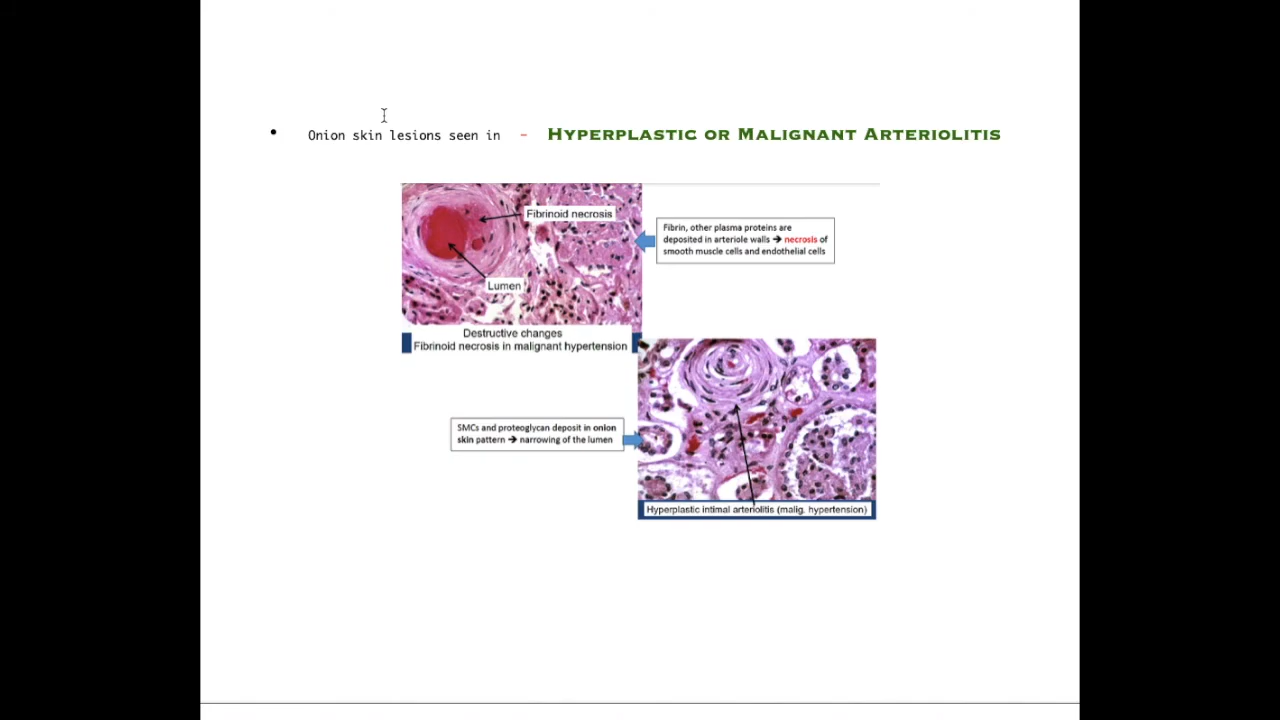 • Onion skin lesions seen in - Hyperplastic or Malignant Arteriolitis
Fibrinoid necrosis
Lumen
Fibrin, other plasma proteins are
deposited in arteriole walls ➔ necrosis of
smooth muscle cells and endothelial cells
Destructive changes
Fibrinoid necrosis in malignant hypertension
SMCs and proteoglycan deposit in onion
skin pattern ➔ narrowing of the lumen
Hyperplastic intimal arteriolitis (malig. hypertension)